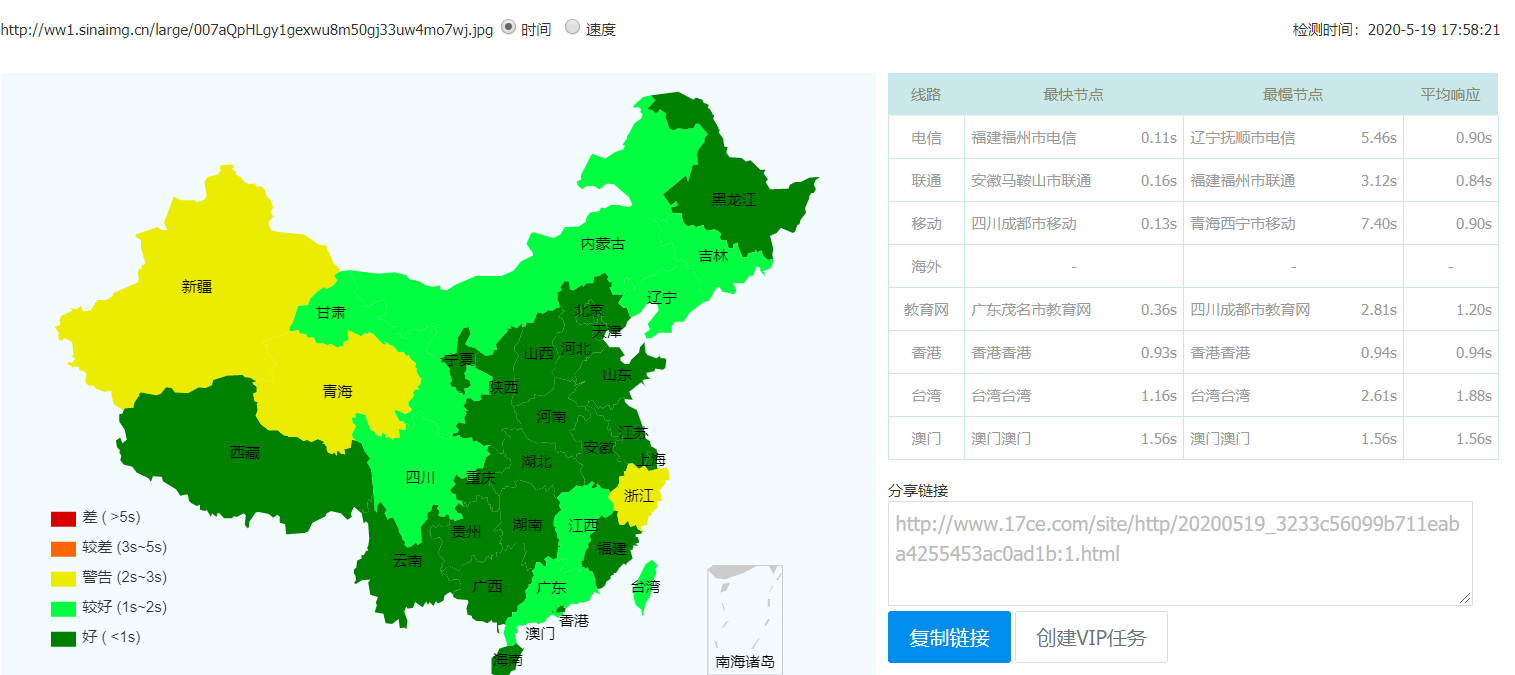 http://ww1.sinaimg.cn/large/007aQpHLgy1gexwu8m50gj33uw4mo7wj.jpg 时间 速度
检测时间：2020-5-19 17:58:21
黑龙江
内蒙古
吉林
新疆
辽宁
甘肃
北京
天津
宁夏
山西
河北
山东
青海
陕西
河南
江苏
西藏
安徽
上海
湖北
四川
重庆
浙江
湖南
江西
贵州
福建
云南
广西
广东
台湾
香港
澳门
海南
南海诸岛
差 ( >5s)
较差 (3s~5s)
警告 (2s~3s)
较好 (1s~2s)
好 ( <1s)
线路 最快节点 最慢节点 平均响应
电信 福建福州市电信 0.11s 辽宁抚顺市电信 5.46s 0.90s
联通 安徽马鞍山市联通 0.16s 福建福州市联通 3.12s 0.84s
移动 四川成都市移动 0.13s 青海西宁市移动 7.40s 0.90s
海外 - - -
教育网 广东茂名市教育网 0.36s 四川成都市教育网 2.81s 1.20s
香港 香港香港 0.93s 香港香港 0.94s 0.94s
台湾 台湾台湾 1.16s 台湾台湾 2.61s 1.88s
澳门 澳门澳门 1.56s 澳门澳门 1.56s 1.56s
分享链接
http://www.17ce.com/site/http/20200519_3233c56099b711eab
a4255453ac0ad1b:1.html
复制链接 创建VIP任务